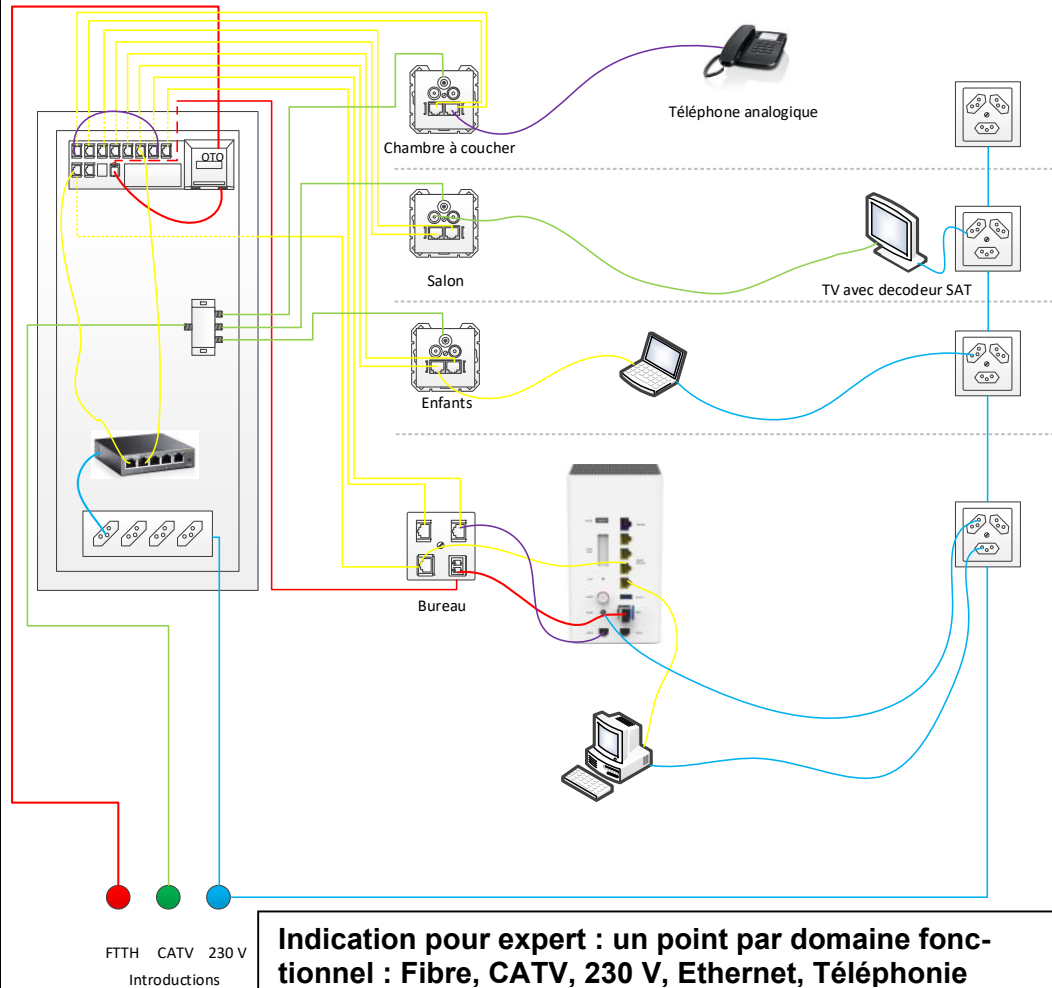 OTO
Téléphone analogique
Chambre à coucher
Salon
TV avec decodeur SAT
Enfants
Bureau
FTTH CATV 230 V
Introductions
Indication pour expert : un point par domaine fonc-
tionnel : Fibre, CATV, 230 V, Ethernet, Téléphonie